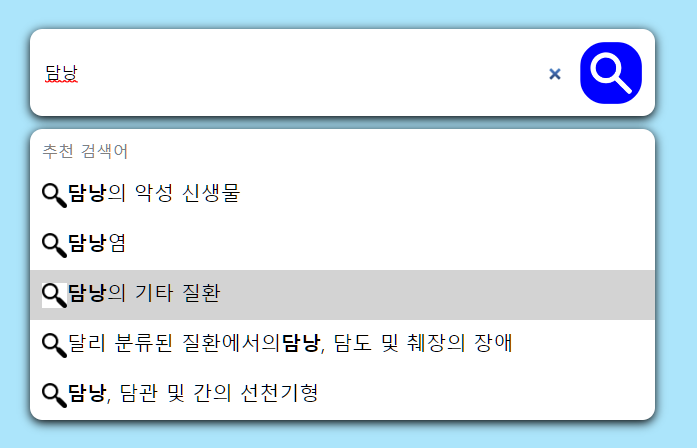 담낭
추천 검색어
담낭의 악성 신생물
담낭염
담낭의 기타 질환
달리 분류된 질환에서의담낭, 담도 및 췌장의 장애
담낭, 담관 및 간의 선천기형